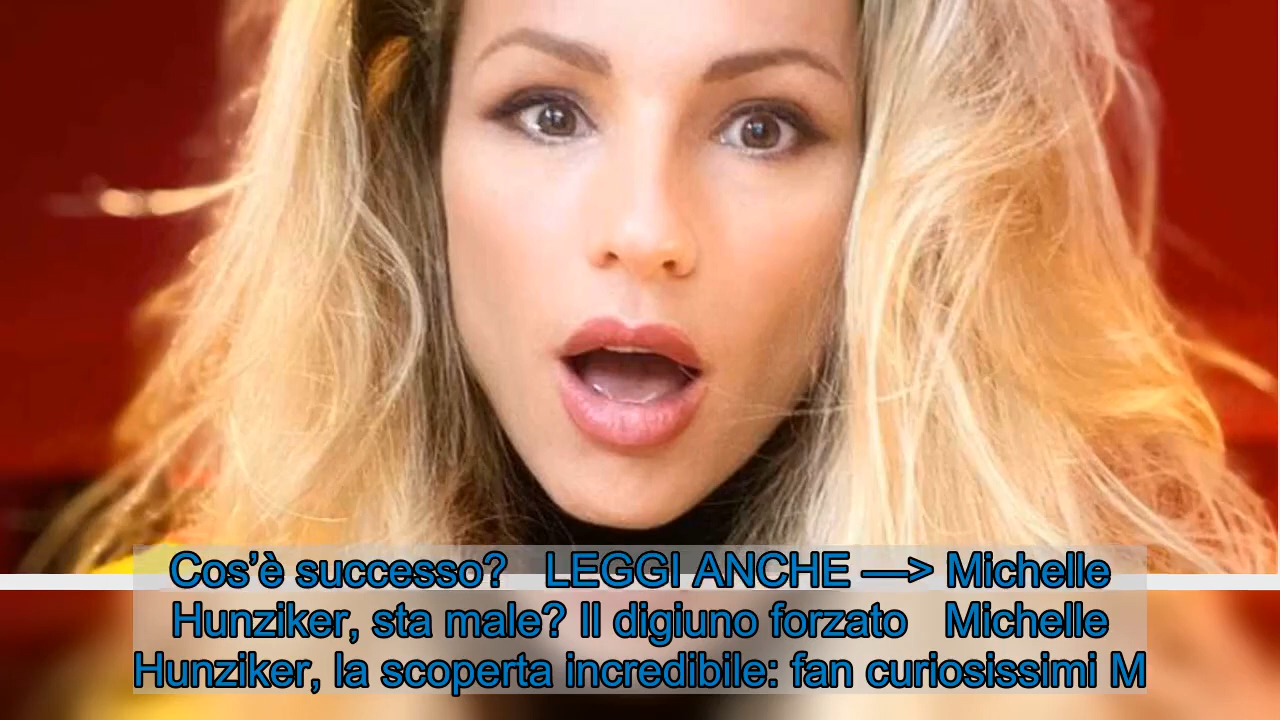 Cos’è successo? LEGGI ANCHE —> Michelle
Hunziker, sta male? Il digiuno forzato Michelle
Hunziker, la scoperta incredibile: fan curiosissimi M